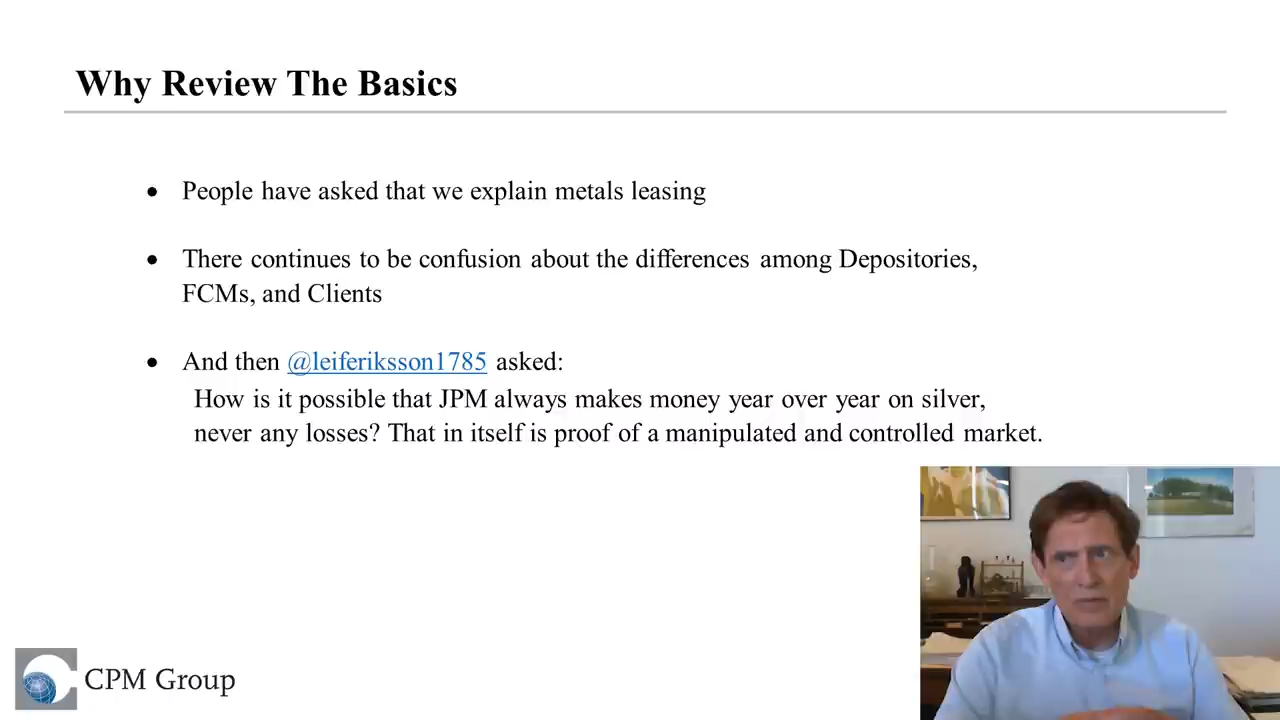 Why Review The Basics
• People have asked that we explain metals leasing
• There continues to be confusion about the differences among Depositories,
FCMs, and Clients
• And then @leiferiksson1785 asked:
How is it possible that JPM always makes money year over year on silver,
never any losses? That in itself is proof of a manipulated and controlled market.
CPM Group